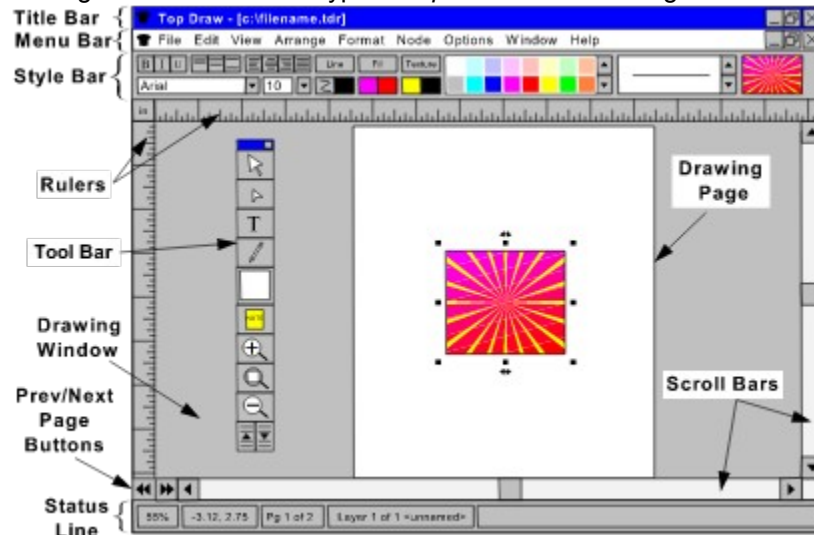 Title Bar
Top Draw - [c:\filename.tdr]
Menu Bar
File Edit View Arrange Format Node Options Window Help
Style Bar
B I U Line Fill Texture
Arial 10
in
Rulers
Drawing
Page
T
Tool Bar
Drawing
Window
Scroll Bars
Prev/Next
Page
Buttons
Status
Line
55% -3.12, 2.75 Pg 1 of 2 Layer 1 of 1 <unnamed>